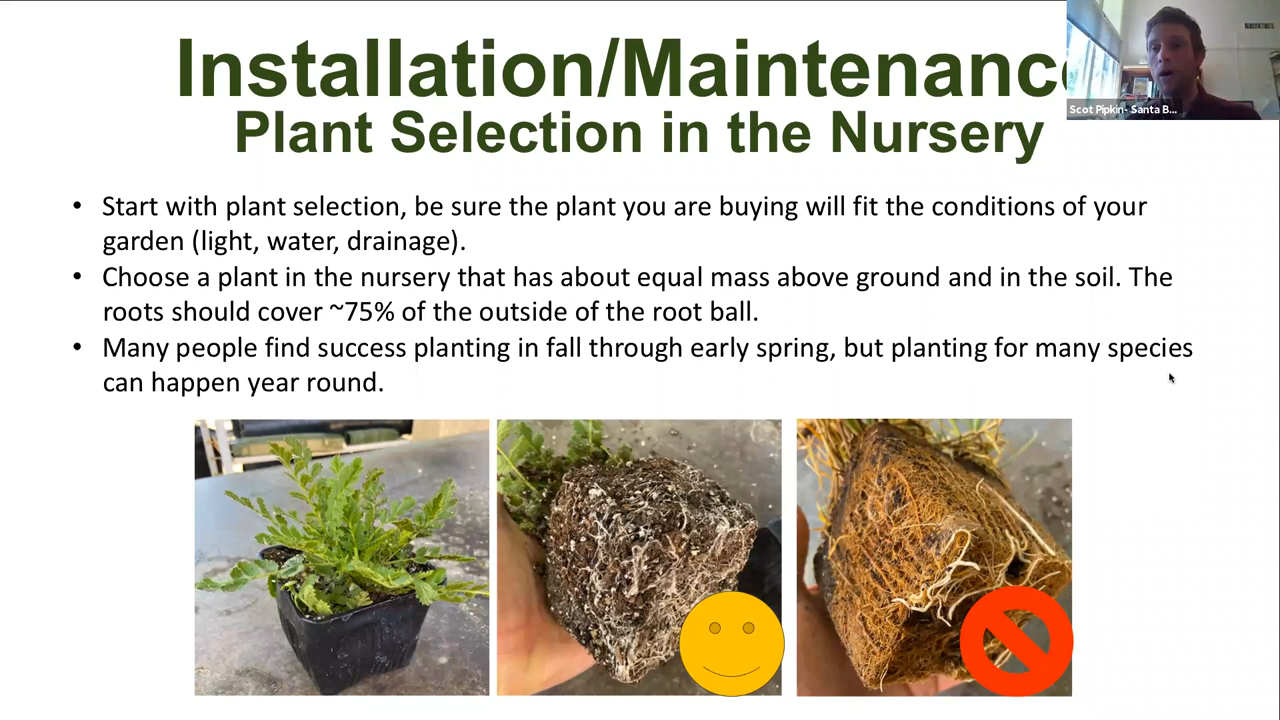 Installation/Maintenance
Plant Selection in the Nursery
Scot Pipkin- Santa B...
• Start with plant selection, be sure the plant you are buying will fit the conditions of your
garden (light, water, drainage).
• Choose a plant in the nursery that has about equal mass above ground and in the soil. The
roots should cover ~75% of the outside of the root ball.
• Many people find success planting in fall through early spring, but planting for many species
can happen year round.